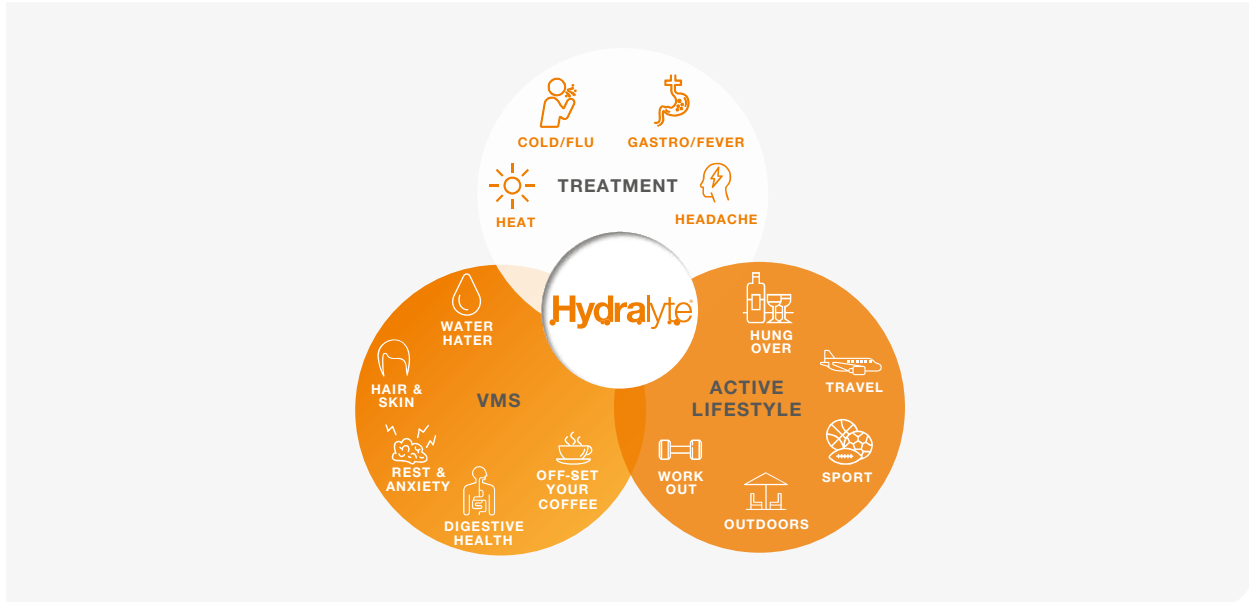 COLD/FLU
GASTRO/FEVER
TREATMENT
HEAT
HEADACHE
Hydralyte®
WATER
HATER
HAIR &
SKIN
VMS
REST &
ANXIETY
OFF-SET
YOUR
COFFEE
DIGESTIVE
HEALTH
HUNG
OVER
TRAVEL
ACTIVE
LIFESTYLE
WORK
OUT
SPORT
OUTDOORS